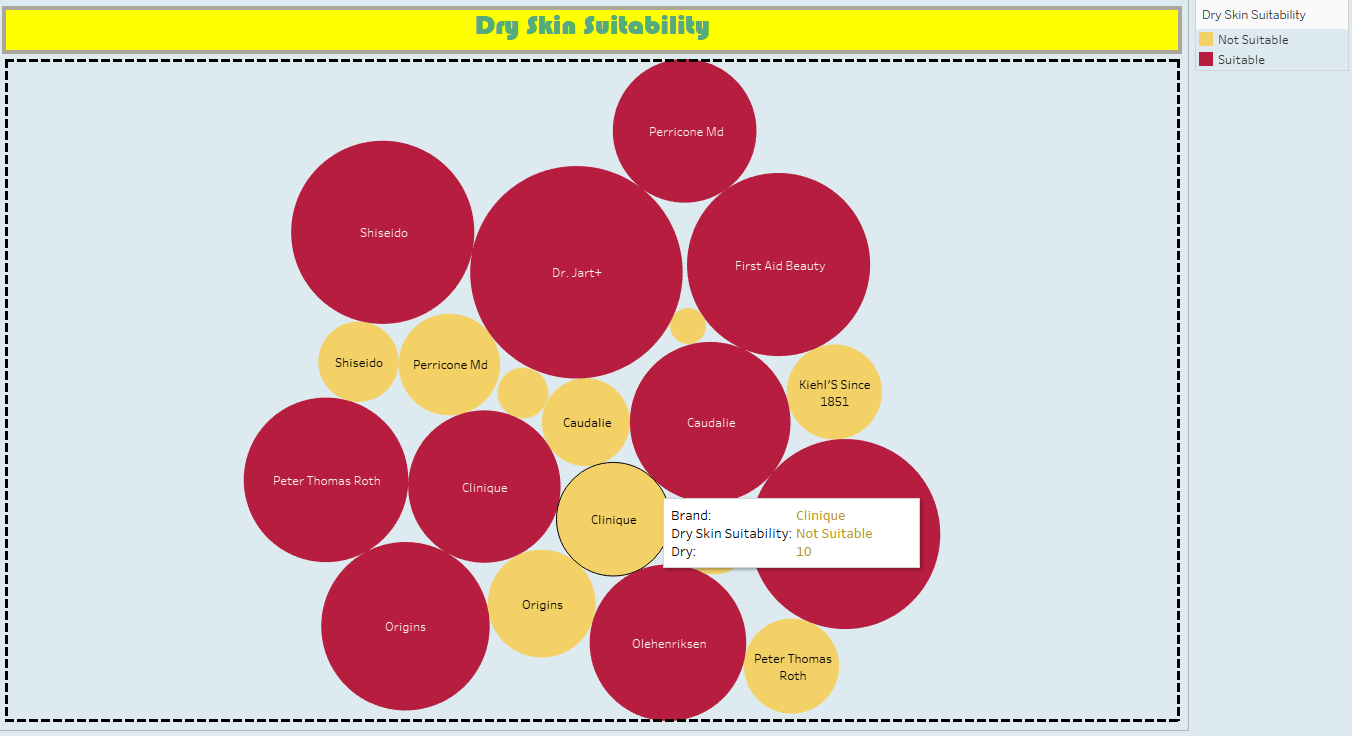 Dry Skin Suitability
Dry Skin Suitability
Not Suitable
Suitable
Perricone Md
Shiseido
First Aid Beauty
Dr. Jart+
Shiseido
Perricone Md
Kiehl'S Since
1851
Caudalie
Caudalie
Peter Thomas Roth
Clinique
Clinique
Brand: Clinique
Dry Skin Suitability: Not Suitable
Dry: 10
Origins
Origins
Olehenriksen
Peter Thomas
Roth